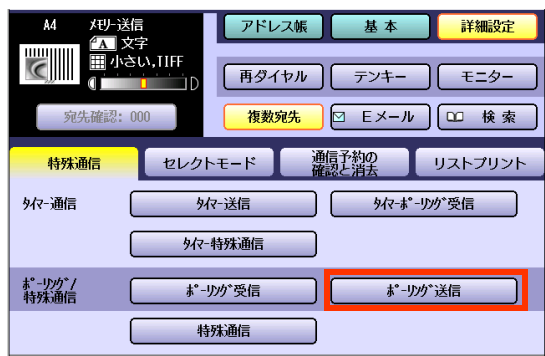 A4 ﾒﾓﾘｰ送信
A 文字
小さい,TIFF
D
宛先確認: 000
アドレス帳 基 本 詳細設定
再ダイヤル テンキー モニター
複数宛先 Eメール 検 索
特殊通信 セレクトモード 通信予約の
確認と消去 リストプリント
ﾀｲﾏｰ通信 ﾀｲﾏｰ送信 ﾀｲﾏｰﾎﾟｰﾘﾝｸﾞ受信
ﾀｲﾏｰ特殊通信
ﾎﾟｰﾘﾝｸﾞ/
特殊通信 ﾎﾟｰﾘﾝｸﾞ受信 ﾎﾟｰﾘﾝｸﾞ送信
特殊通信